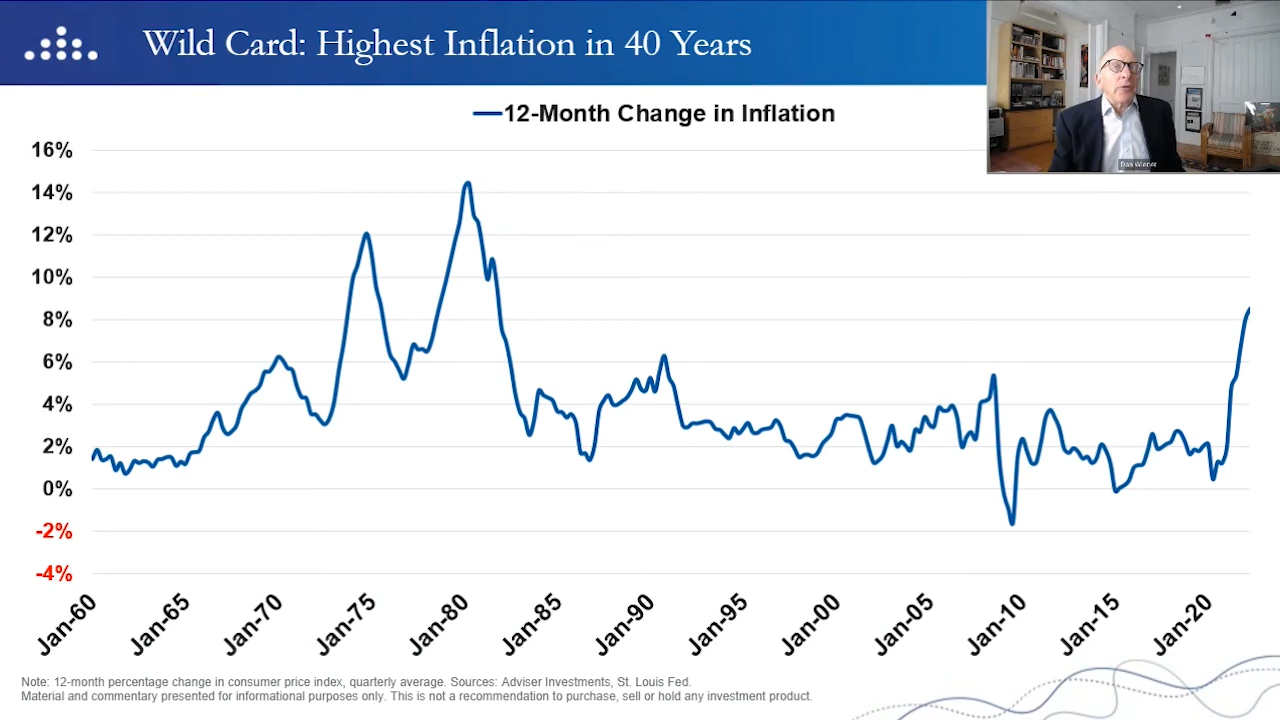 Wild Card: Highest Inflation in 40 Years
Dan Wiener
12-Month Change in Inflation
16%
14%
12%
10%
8%
6%
4%
2%
0%
-2%
-4%
Jan-60
Jan-65
Jan-70
Jan-75
Jan-80
Jan-85
Jan-90
Jan-95
Jan-00
Jan-05
Jan-10
Jan-15
Jan-20
Note: 12-month percentage change in consumer price index, quarterly average. Sources: Adviser Investments, St. Louis Fed.
Material and commentary presented for informational purposes only. This is not a recommendation to purchase, sell or hold any investment product.